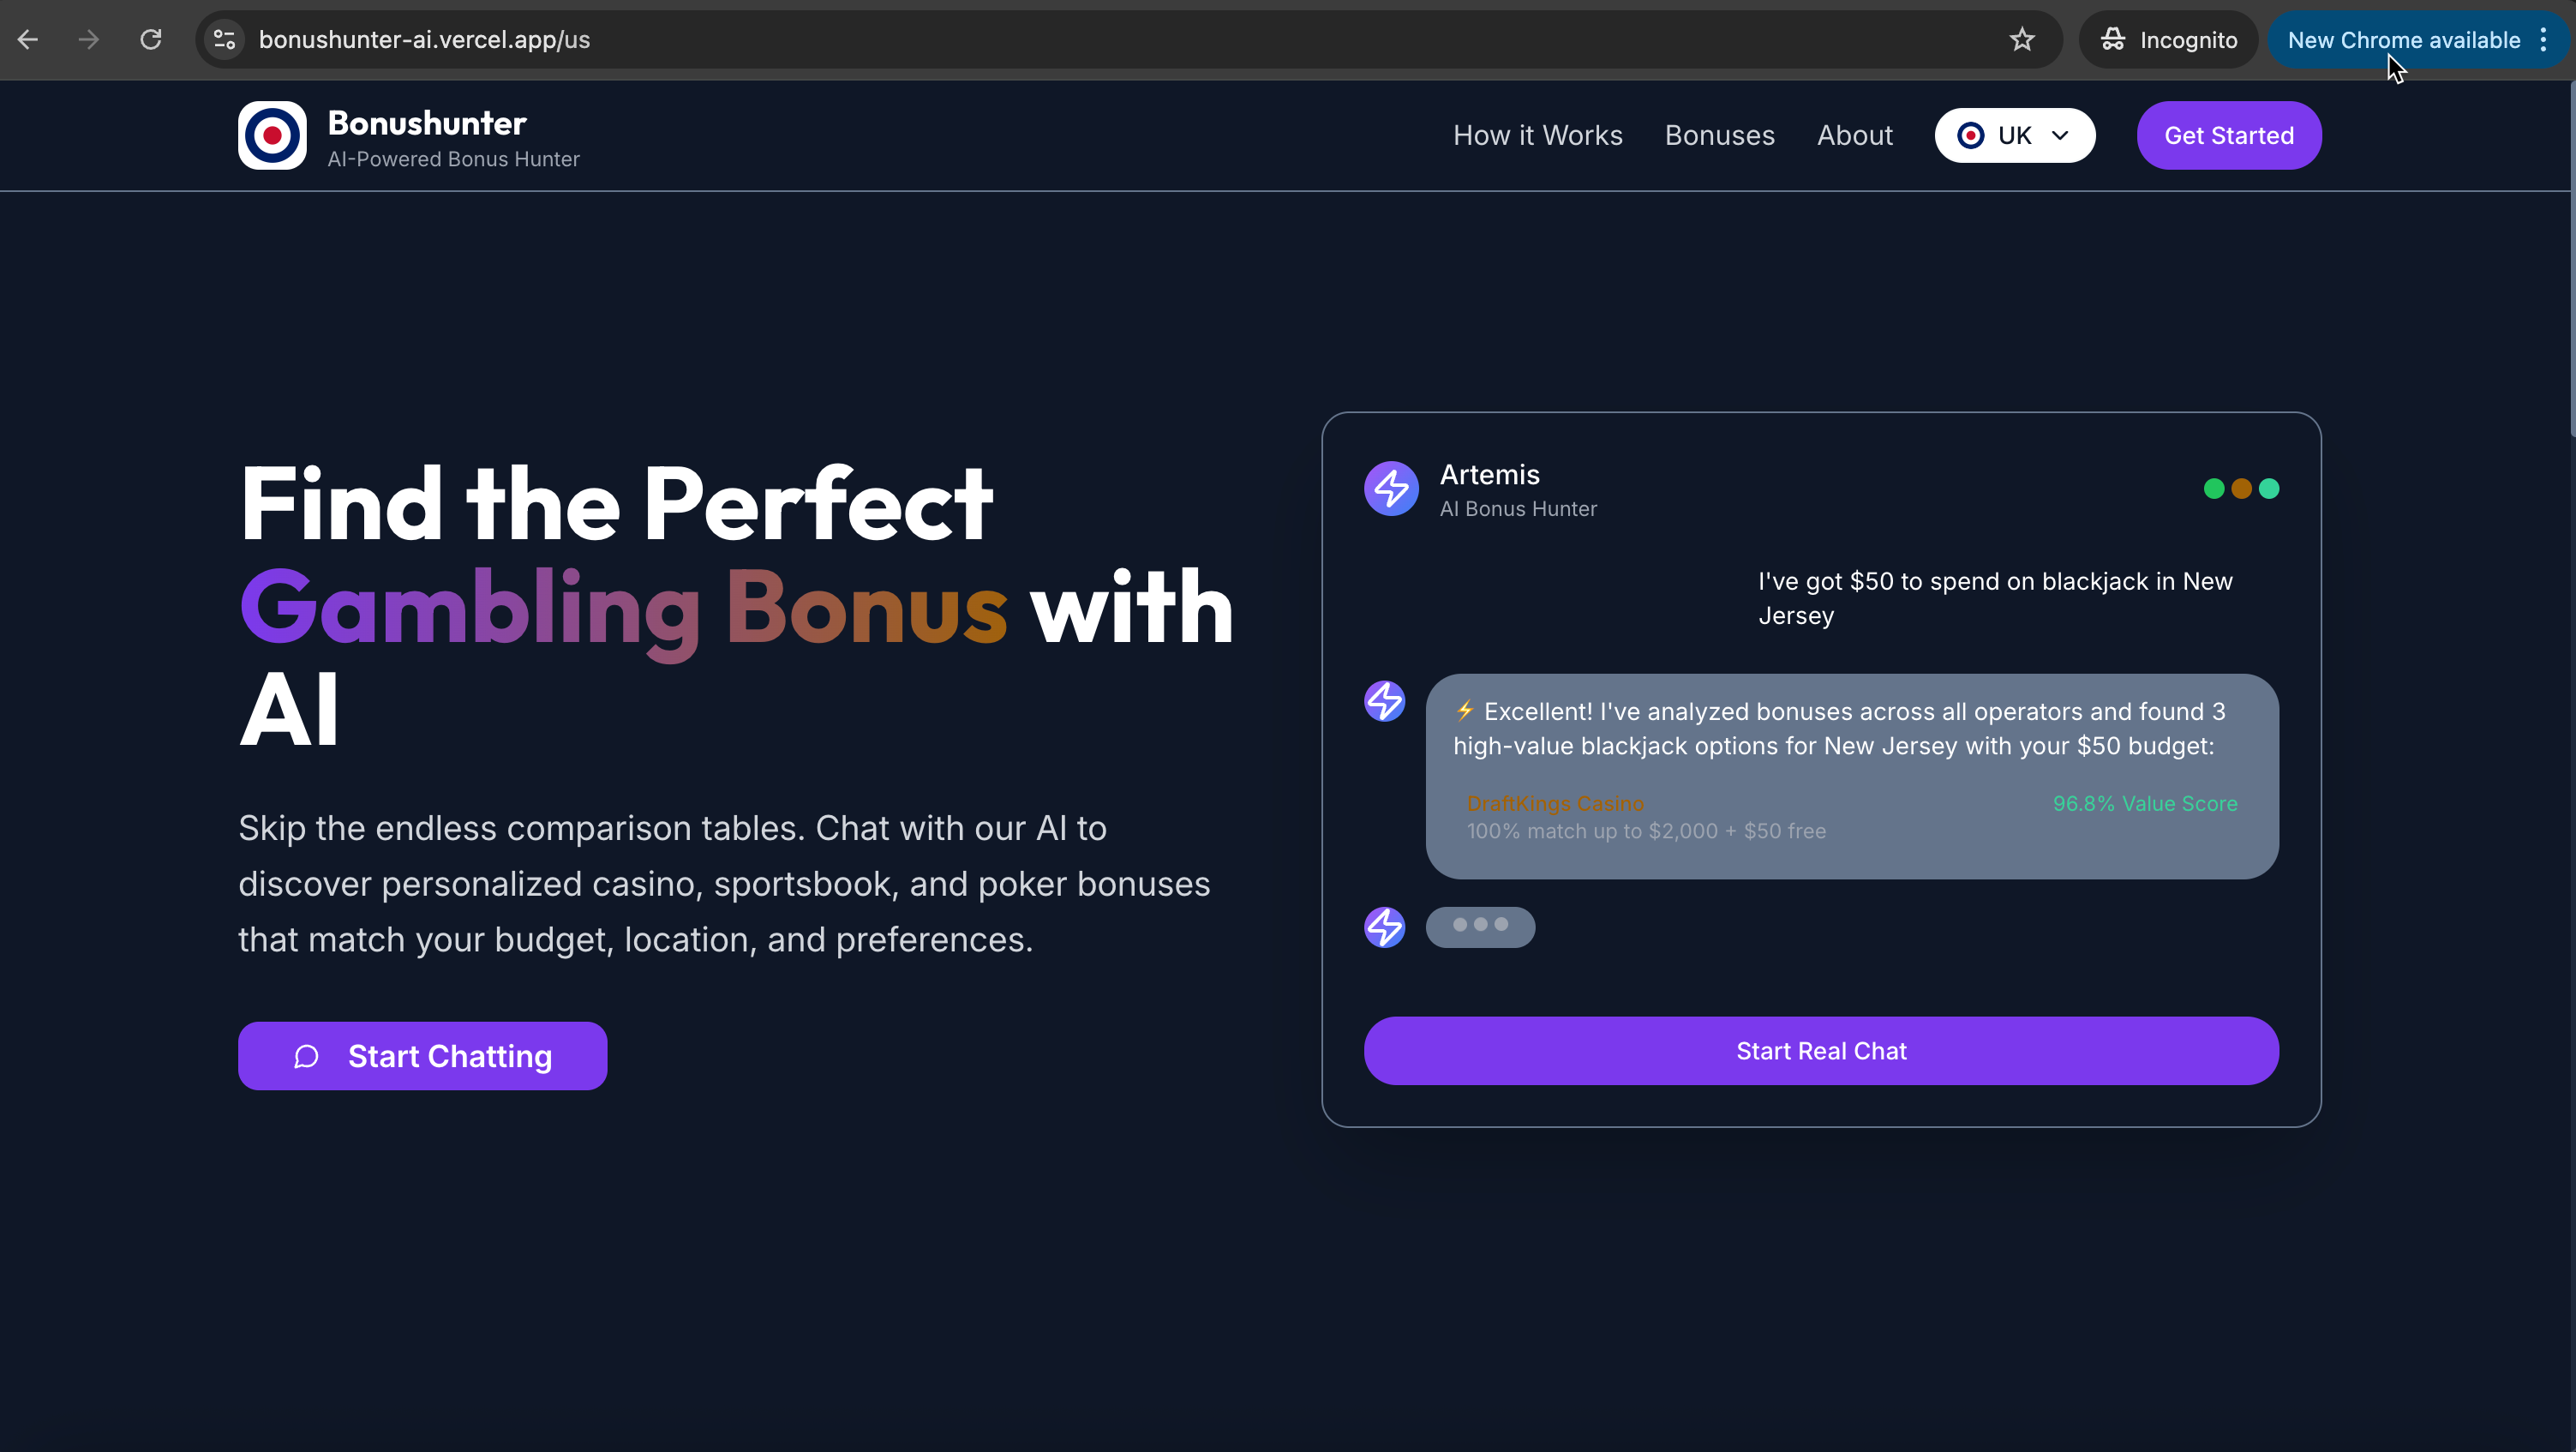 bonushunter-ai.vercel.app/us
Incognito
New Chrome available
Bonushunter
AI-Powered Bonus Hunter
How it Works
Bonuses
About
UK
Get Started
Find the Perfect
Gambling Bonus with
AI
Skip the endless comparison tables. Chat with our AI to
discover personalized casino, sportsbook, and poker bonuses
that match your budget, location, and preferences.
Start Chatting
Artemis
AI Bonus Hunter
I've got $50 to spend on blackjack in New
Jersey
⚡ Excellent! I've analyzed bonuses across all operators and found 3
high-value blackjack options for New Jersey with your $50 budget:
DraftKings Casino
96.8% Value Score
100% match up to $2,000 + $50 free
Start Real Chat